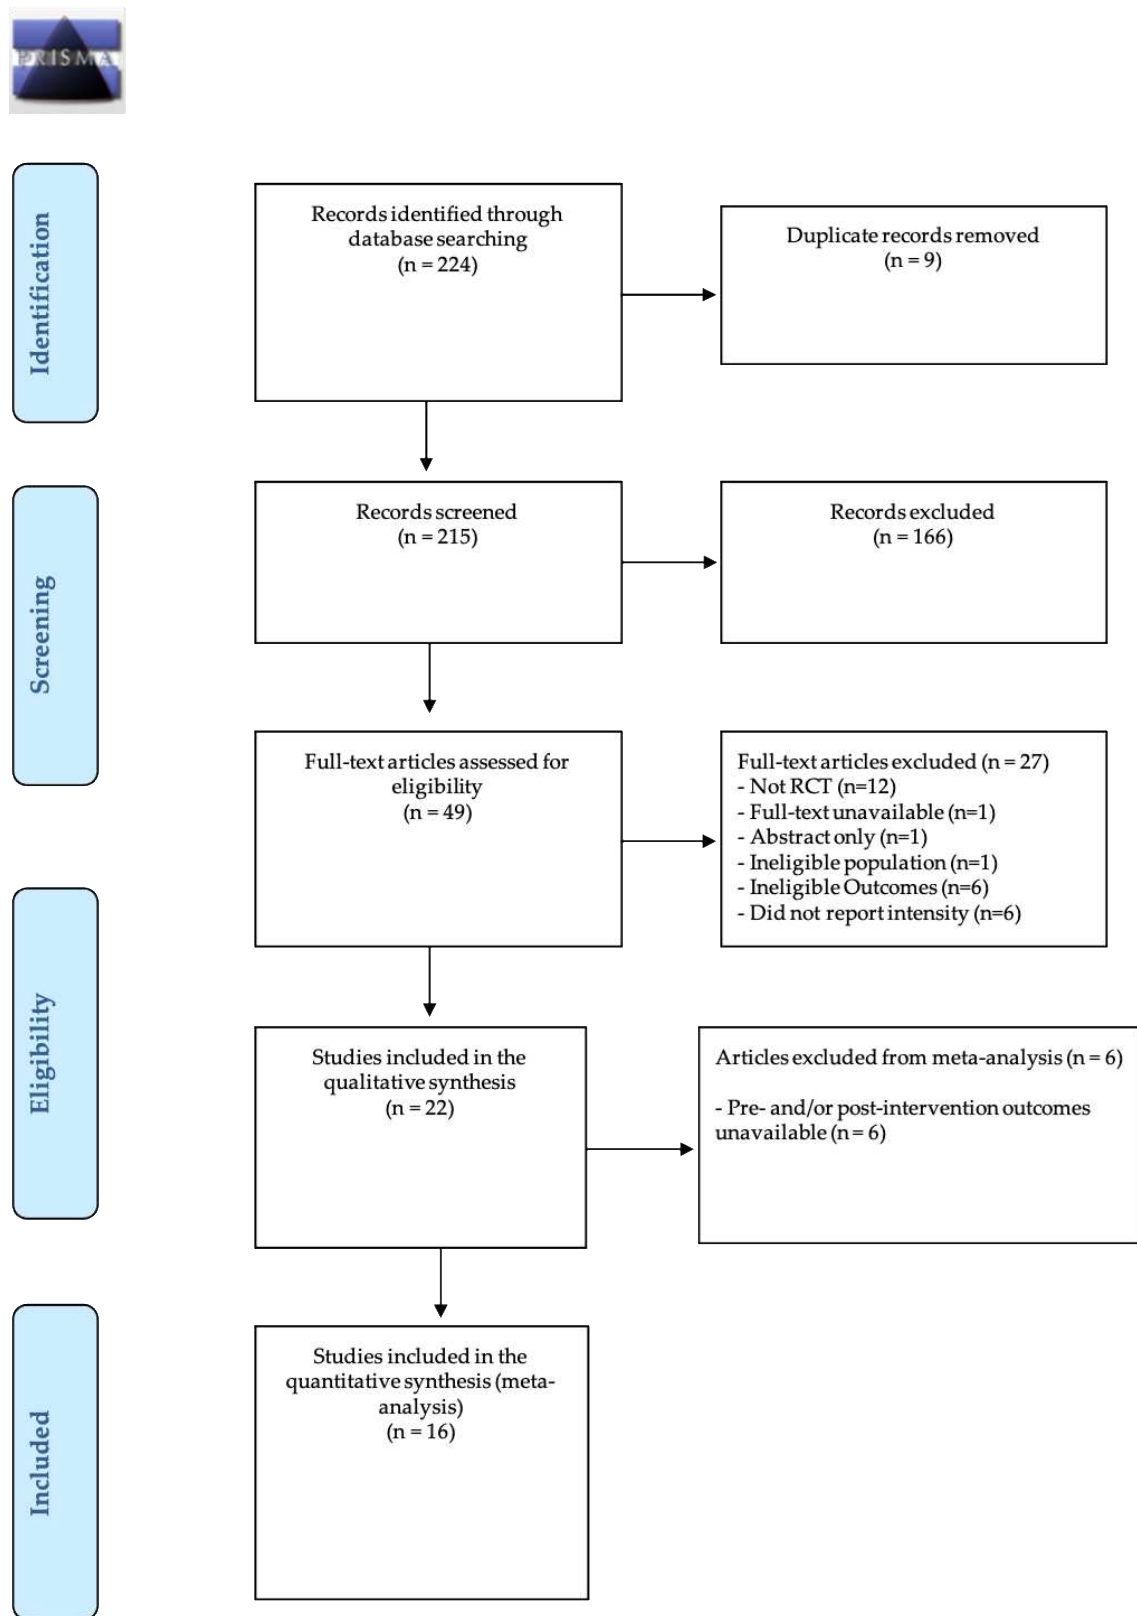 PRISMA
Identification
Records identified through
database searching
(n = 224)
Duplicate records removed
(n = 9)
Screening
Records screened
(n = 215)
Records excluded
(n = 166)
Full-text articles assessed for
eligibility
(n = 49)
Full-text articles excluded (n = 27)
- Not RCT (n=12)
- Full-text unavailable (n=1)
- Abstract only (n=1)
- Ineligible population (n=1)
- Ineligible Outcomes (n=6)
- Did not report intensity (n=6)
Eligibility
Studies included in the
qualitative synthesis
(n = 22)
Articles excluded from meta-analysis (n = 6)
- Pre- and/or post-intervention outcomes
unavailable (n = 6)
Included
Studies included in the
quantitative synthesis (meta-
analysis)
(n = 16)